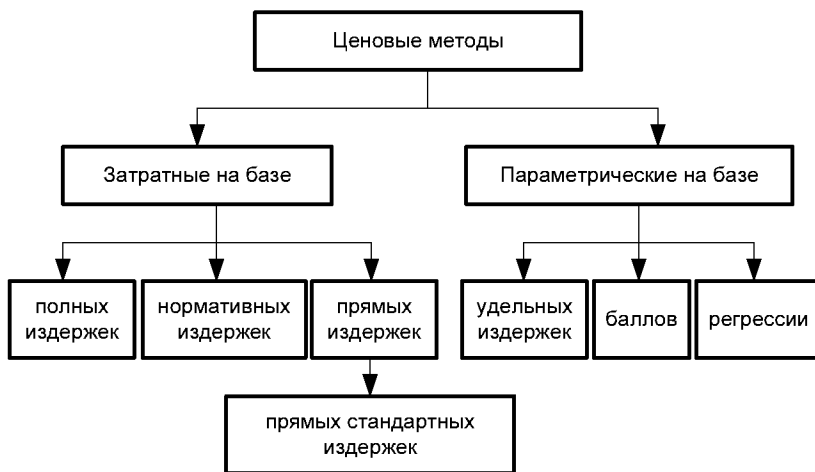 Ценовые методы
Затратные на базе
Параметрические на базе
полных
издержек
нормативных
издержек
прямых
издержек
удельных
издержек
баллов
регрессии
прямых стандартных
издержек